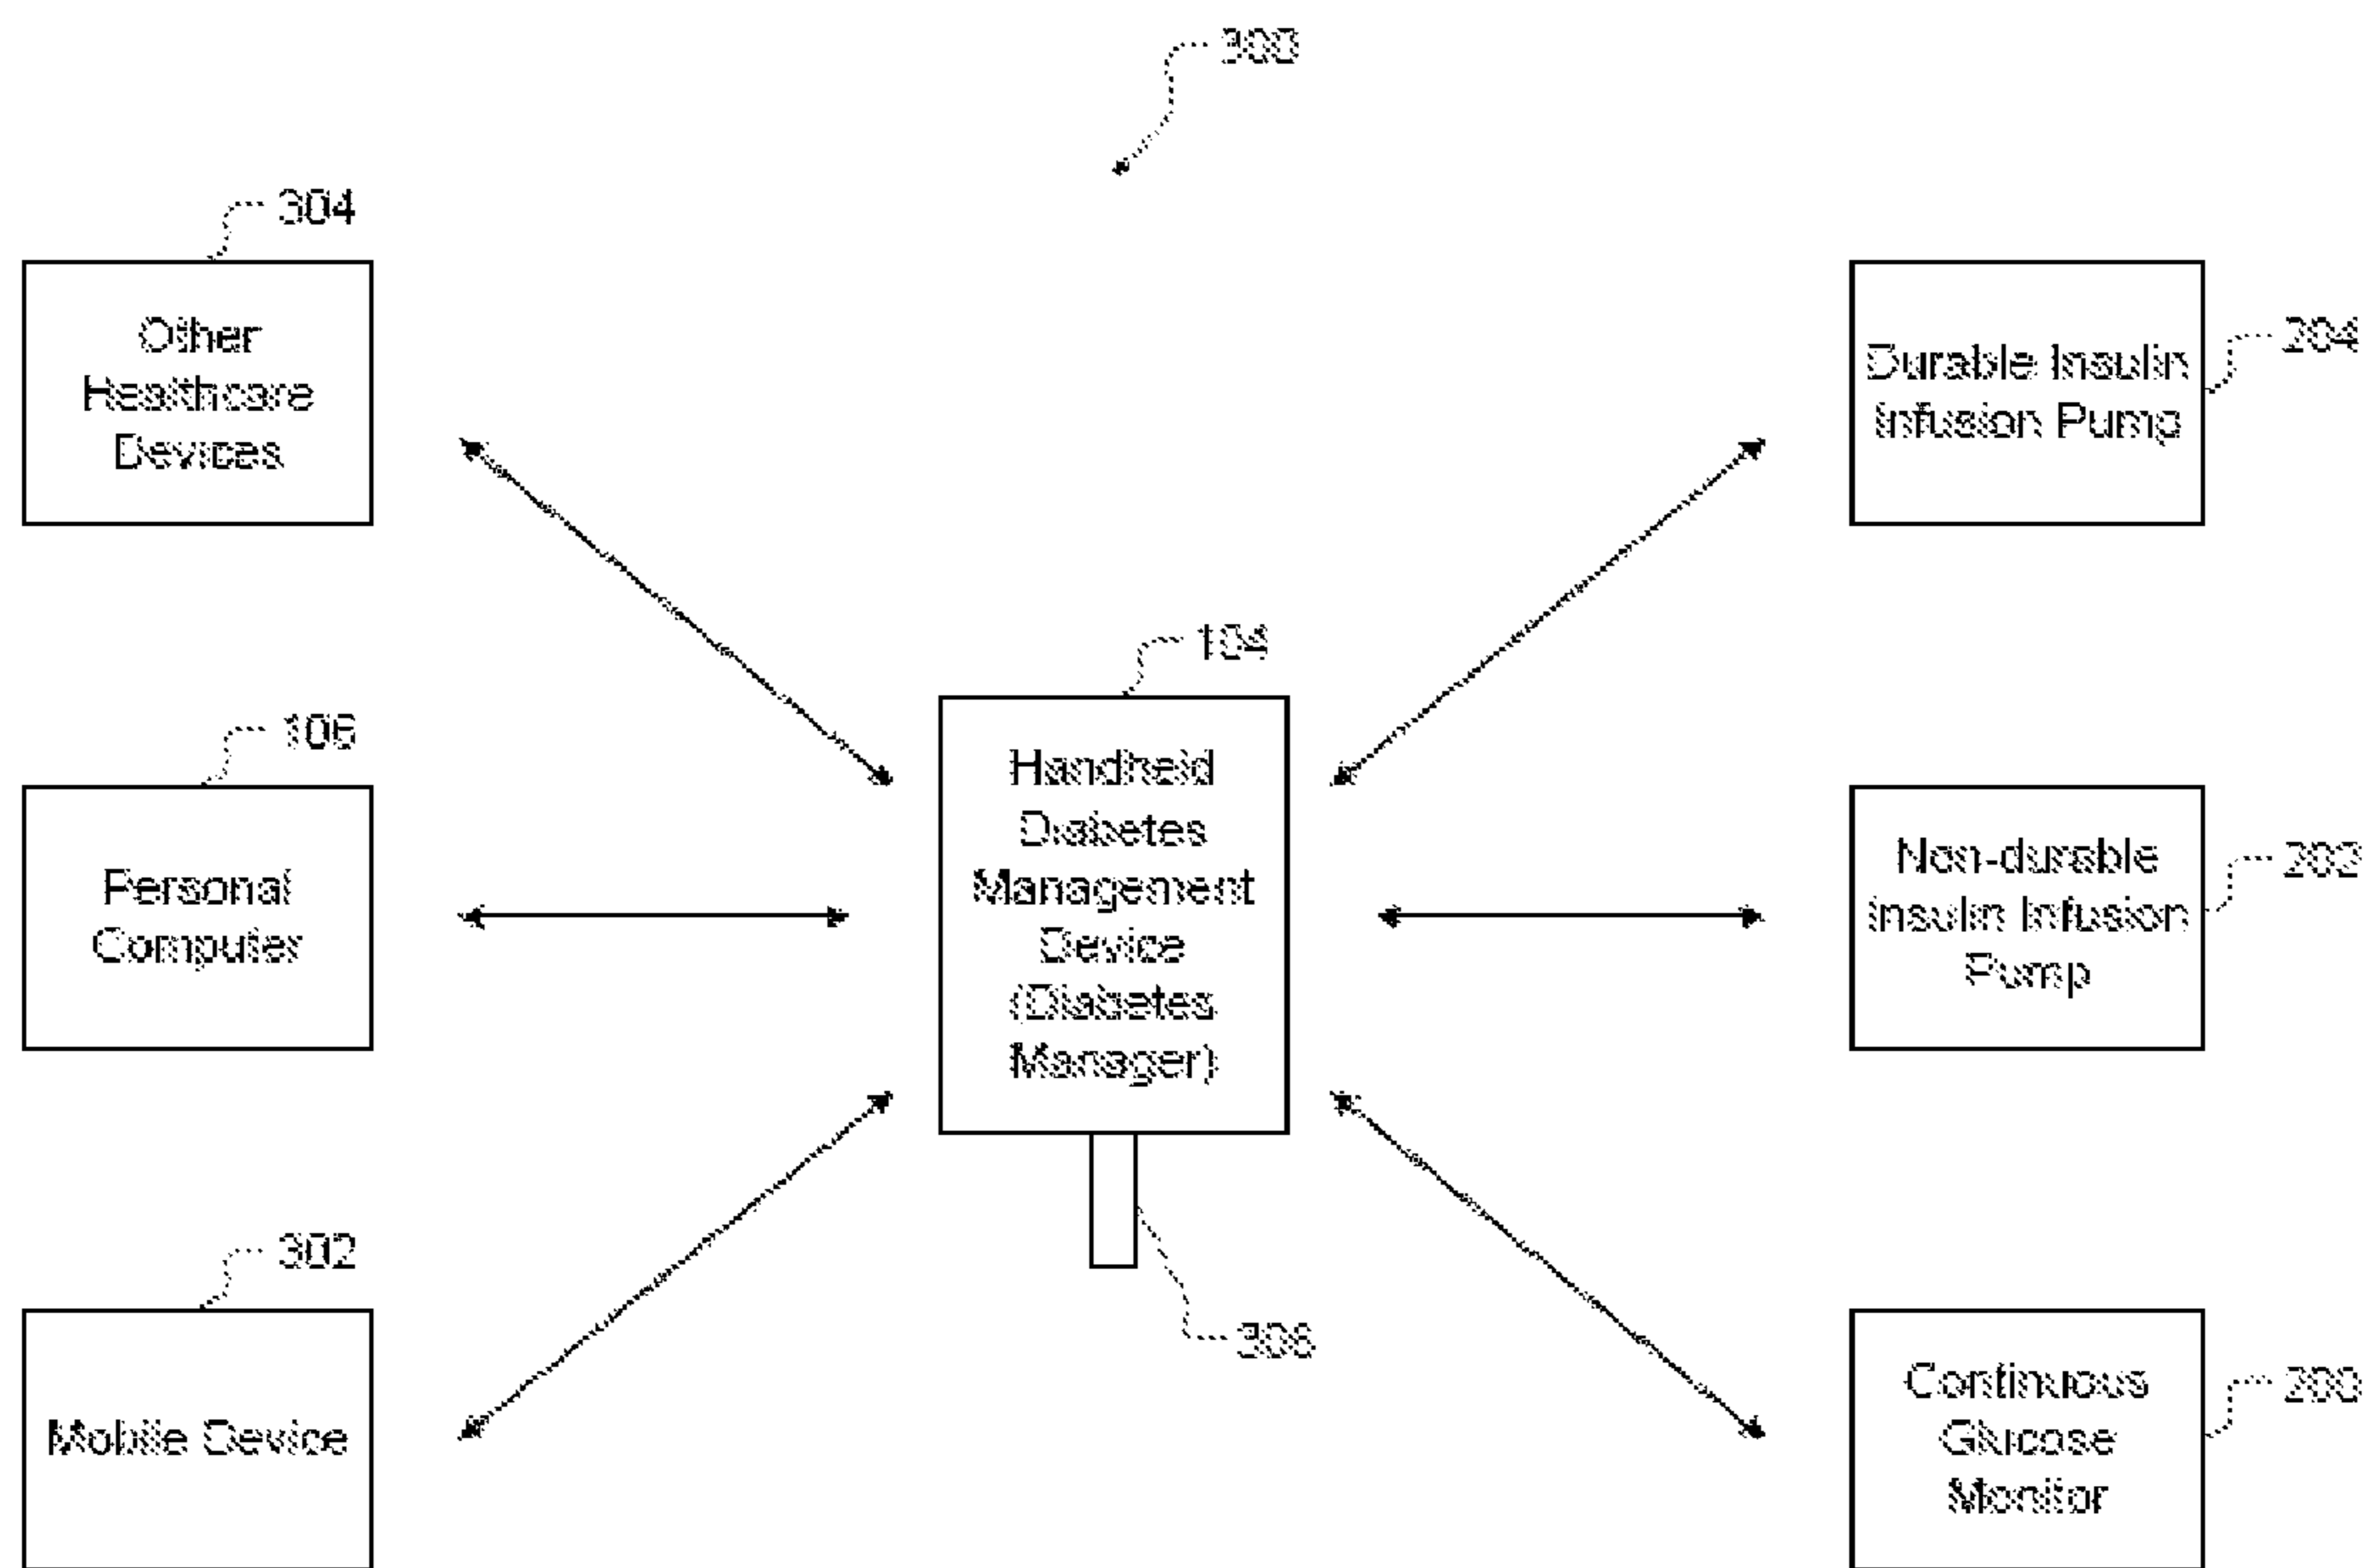 300
304
Other
Healthcare
Devices
Durable Insulin
Infusion Pump
204
104
106
Handheld
Diabetes
Management
Device
(Diabetes
Manager)
Personal
Computer
Non-durable
Insulin Infusion
Pump
202
302
306
Mobile Device
Continuous
Glucose
Monitor
200